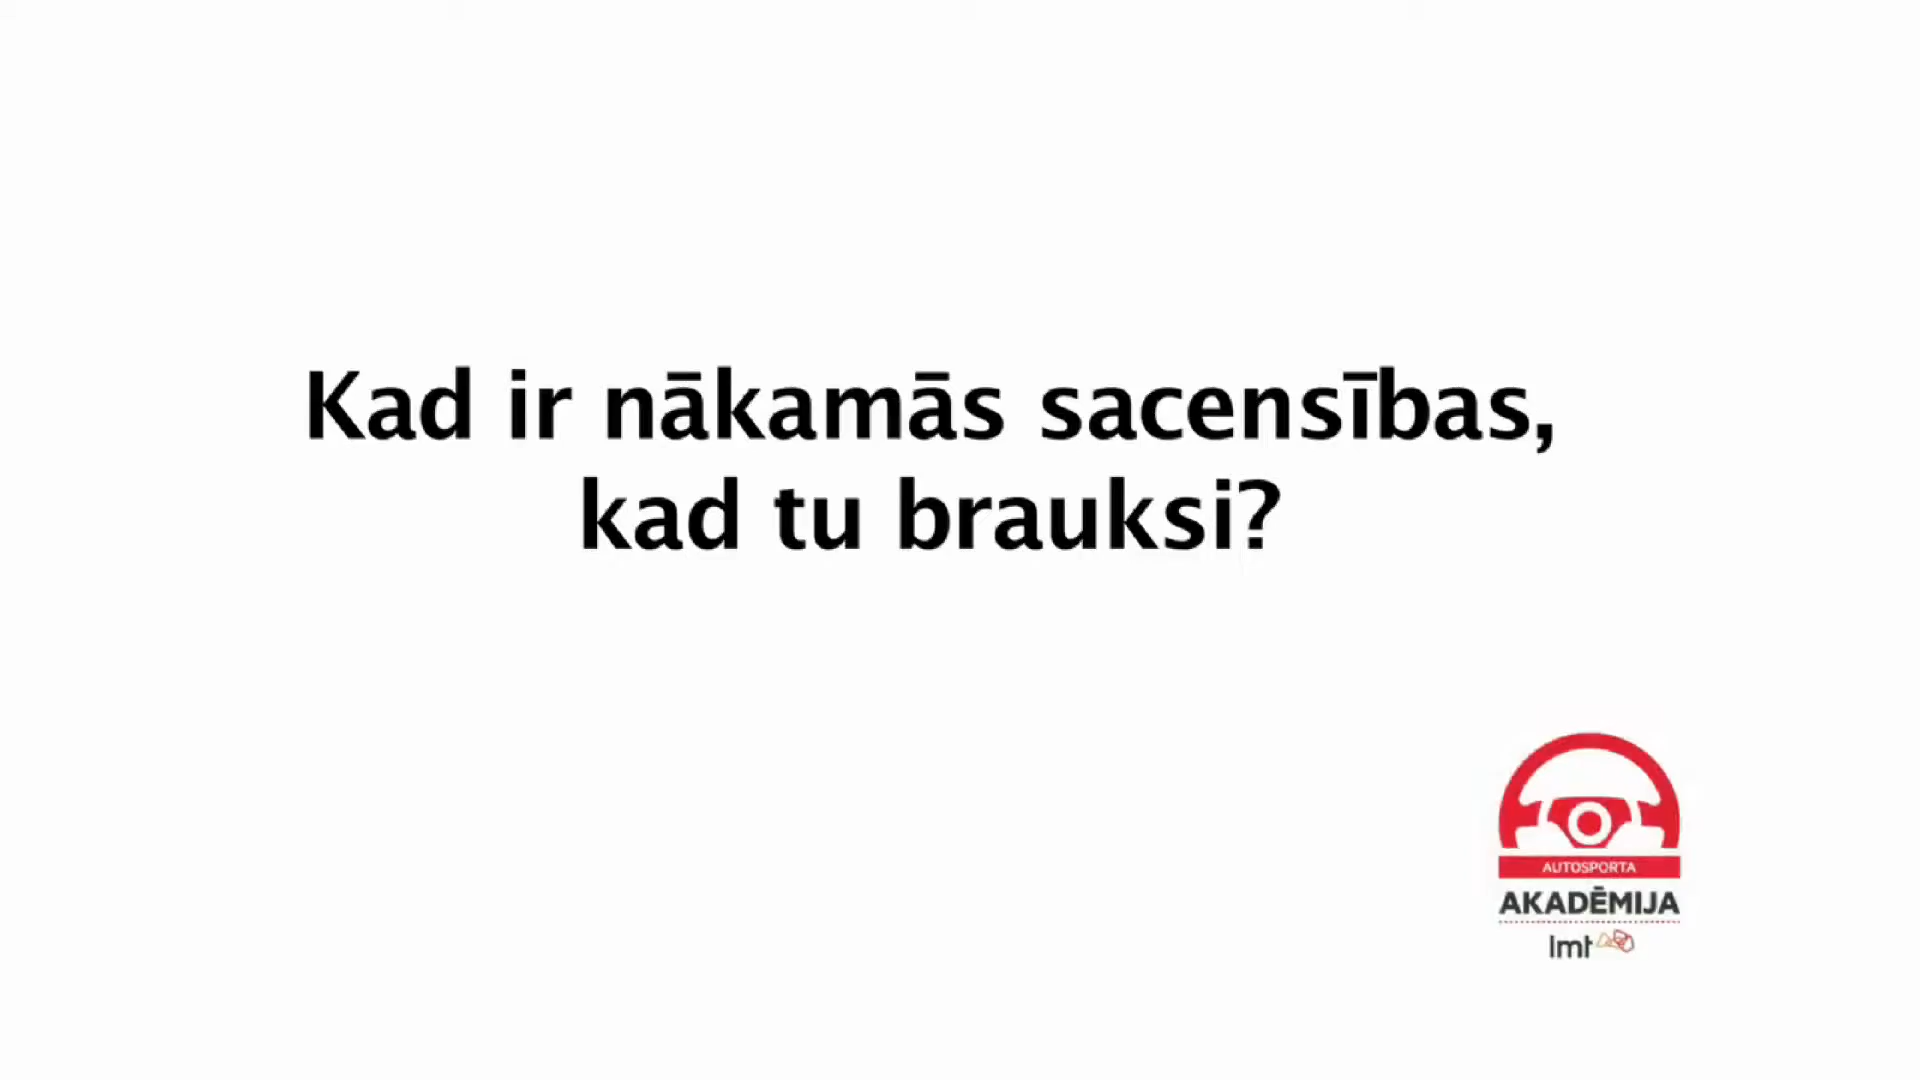 Kad ir nākamās sacensības,
kad tu brauksi?
AUTOSPORTA
AKADĒMIJA
lmt